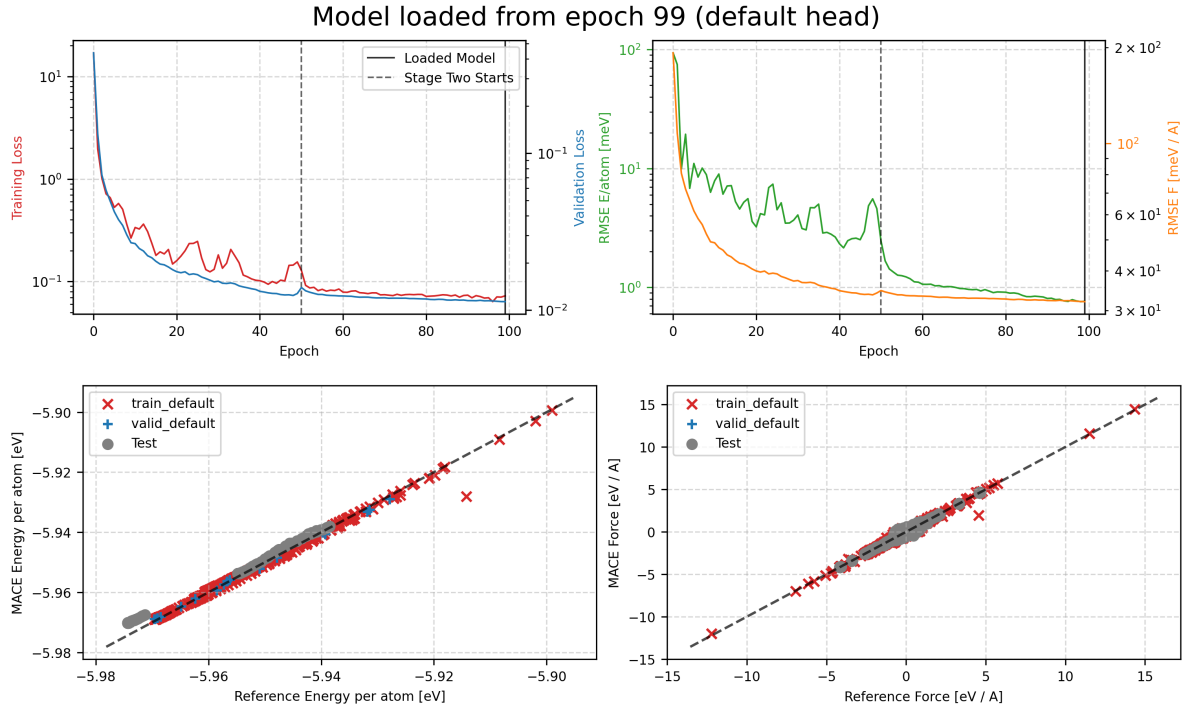 Model loaded from epoch 99 (default head)
Training Loss
10¹
10⁰
10⁻¹
Loaded Model
Stage Two Starts
10⁻¹
10⁻²
Validation Loss
0 20 40 60 80 100
Epoch
RMSE E/atom [meV]
10²
10¹
10⁰
2 × 10²
10²
6 × 10¹
4 × 10¹
3 × 10¹
RMSE F [meV / A]
0 20 40 60 80 100
Epoch
MACE Energy per atom [eV]
−5.90
−5.92
−5.94
−5.96
−5.98
train_default
valid_default
Test
−5.98 −5.96 −5.94 −5.92 −5.90
Reference Energy per atom [eV]
MACE Force [eV / A]
15
10
5
0
−5
−10
−15
train_default
valid_default
Test
−15 −10 −5 0 5 10 15
Reference Force [eV / A]